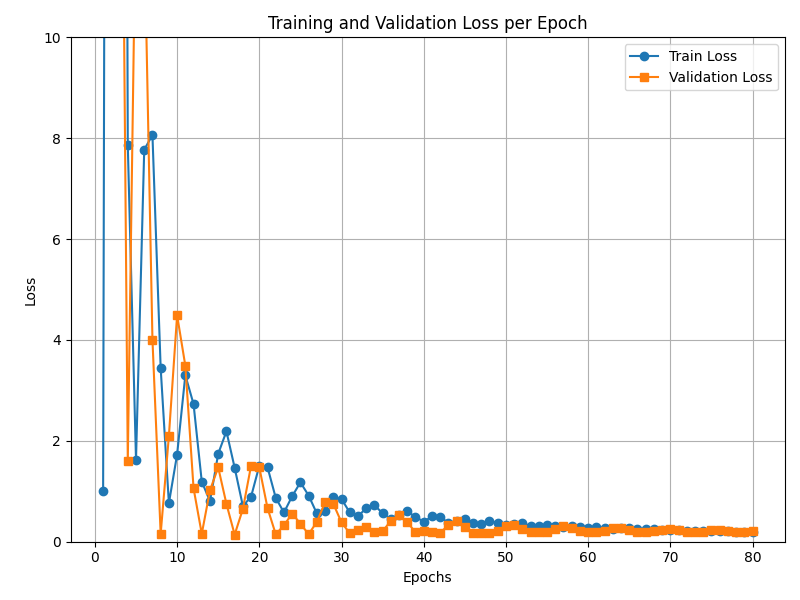 Training and Validation Loss per Epoch
Train Loss
Validation Loss
Loss
10
8
6
4
2
0
0 10 20 30 40 50 60 70 80
Epochs